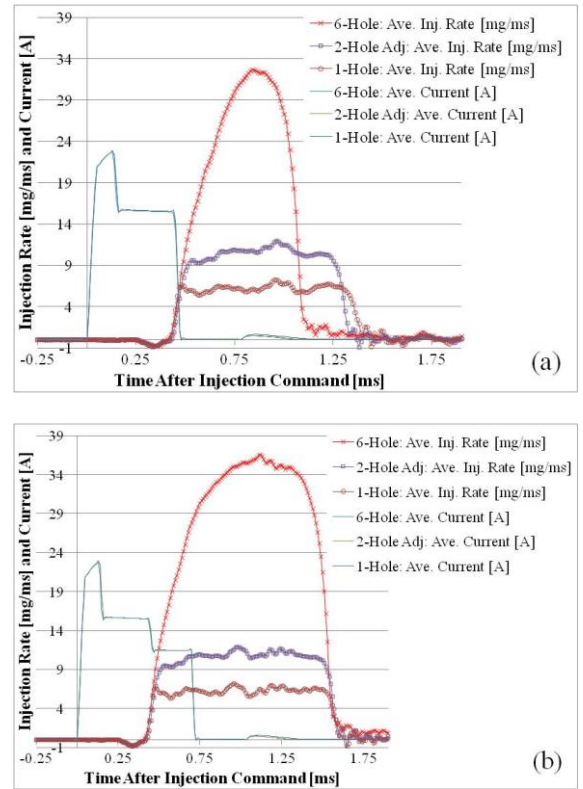 39
34
29
24
19
14
9
4
-1
Injection Rate [mg/ms] and Current [A]
6-Hole: Ave. Inj. Rate [mg/ms]
2-Hole Adj: Ave. Inj. Rate [mg/ms]
1-Hole: Ave. Inj. Rate [mg/ms]
6-Hole: Ave. Current [A]
2-Hole Adj: Ave. Current [A]
1-Hole: Ave. Current [A]
-0.25 0.25 0.75 1.25 1.75
Time After Injection Command [ms]
(a)
39
34
29
24
19
14
9
4
-1
Injection Rate [mg/ms] and Current [A]
6-Hole: Ave. Inj. Rate [mg/ms]
2-Hole Adj: Ave. Inj. Rate [mg/ms]
1-Hole: Ave. Inj. Rate [mg/ms]
6-Hole: Ave. Current [A]
2-Hole Adj: Ave. Current [A]
1-Hole: Ave. Current [A]
-0.25 0.25 0.75 1.25 1.75
Time After Injection Command [ms]
(b)